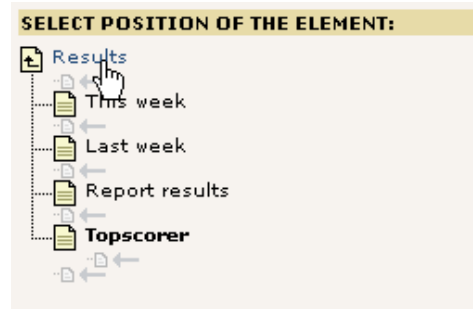 SELECT POSITION OF THE ELEMENT:
Results
This week
Last week
Report results
Topscorer